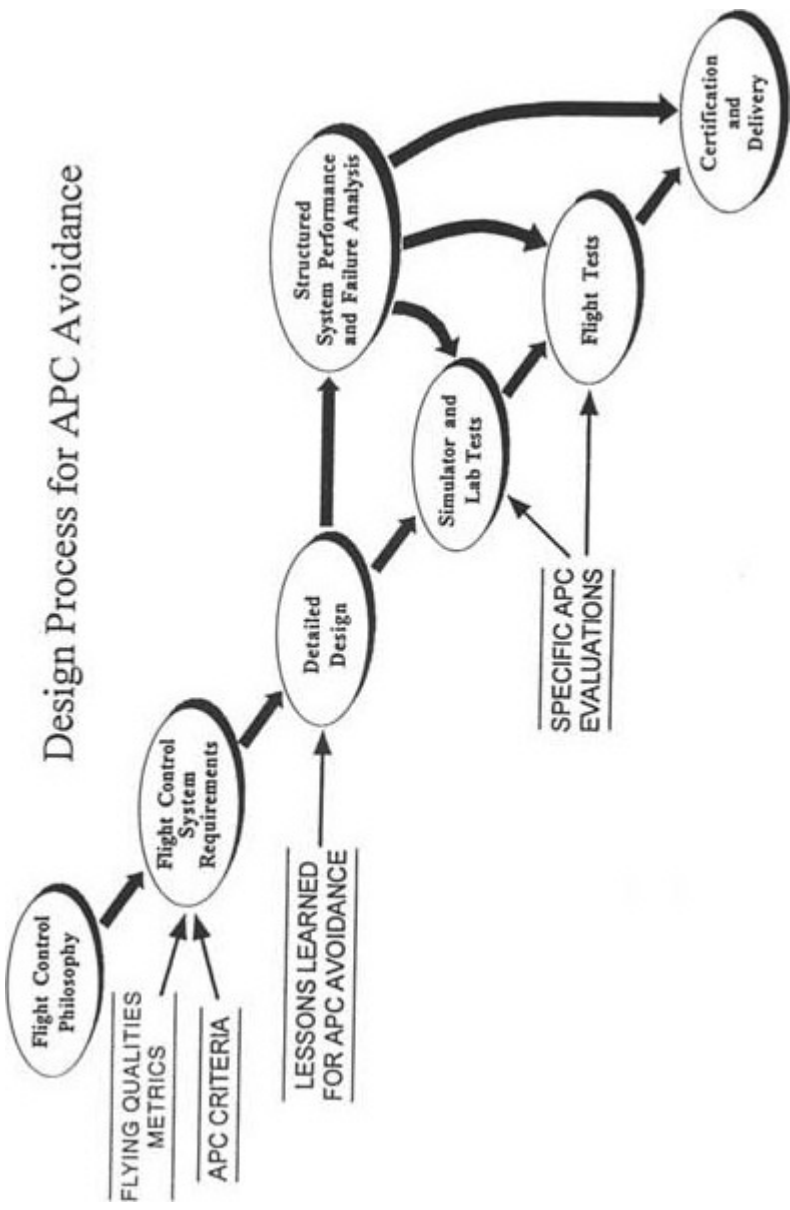 Design Process for APC Avoidance
Flight Control
Philosophy
FLYING QUALITIES
METRICS
APC CRITERIA
Flight Control
System
Requirements
LESSONS LEARNED
FOR APC AVOIDANCE
Detailed
Design
Structured
System Performance
and Failure Analysis
Simulator and
Lab Tests
SPECIFIC APC
EVALUATIONS
Flight Tests
Certification
and
Delivery